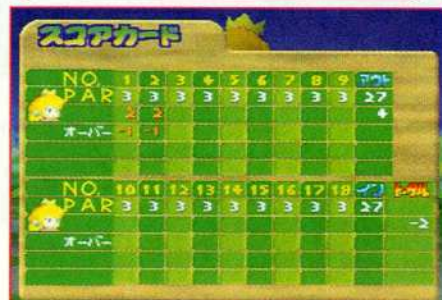 スコアカード
NO. 1 2 3 4 5 6 7 8 9 アウト
PAR 3 3 3 3 3 3 3 3 3 27
2 2 4
オーバー -1 -1
NO. 10 11 12 13 14 15 16 17 18 イン トータル
PAR 3 3 3 3 3 3 3 3 3 27
-2
オーバー